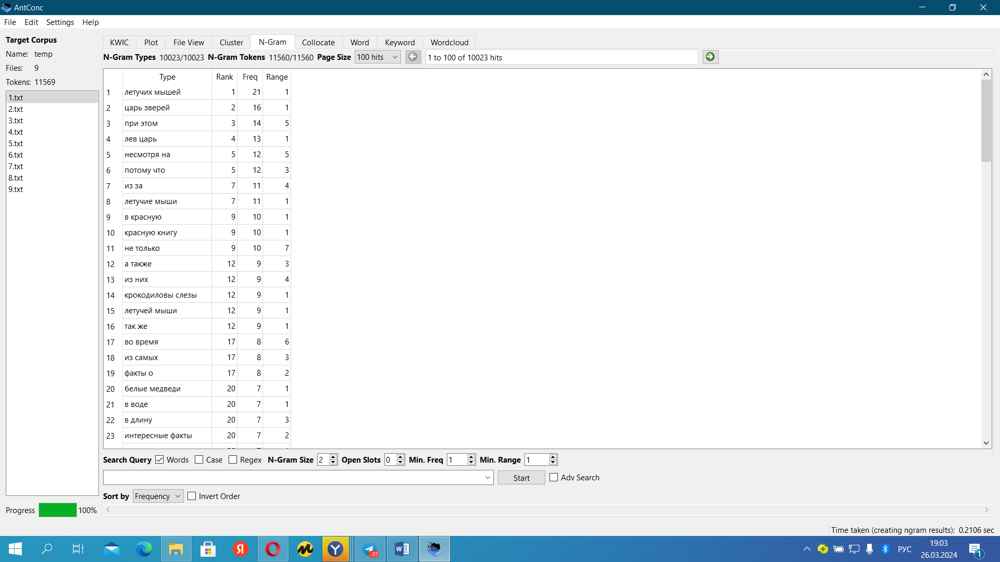 AntConc
File Edit Settings Help
Target Corpus
Name: temp
Files: 9
Tokens: 11569
1.txt
2.txt
3.txt
4.txt
5.txt
6.txt
7.txt
8.txt
9.txt
Progress 100%
KWIC Plot File View Cluster N-Gram Collocate Word Keyword Wordcloud
N-Gram Types 10023/10023 N-Gram Tokens 11560/11560 Page Size 100 hits 1 to 100 of 10023 hits
Type Rank Freq Range
1 летучих мышей 1 21 1
2 царь зверей 2 16 1
3 при этом 3 14 5
4 лев царь 4 13 1
5 несмотря на 5 12 5
6 потому что 5 12 3
7 из за 7 11 4
8 летучие мыши 7 11 1
9 в красную 9 10 1
10 красную книгу 9 10 1
11 не только 9 10 7
12 а также 12 9 3
13 из них 12 9 4
14 крокодиловы слезы 12 9 1
15 летучей мыши 12 9 1
16 так же 12 9 1
17 во время 17 8 6
18 из самых 17 8 3
19 факты о 17 8 2
20 белые медведи 20 7 1
21 в воде 20 7 1
22 в длину 20 7 3
23 интересные факты 20 7 2
Search Query Words Case Regex N-Gram Size 2 Open Slots 0 Min. Freq 1 Min. Range 1
Start Adv Search
Sort by Frequency Invert Order
Time taken (creating ngram results): 0.2106 sec
Я Y ..97 W РУС 19:03
26.03.2024 1